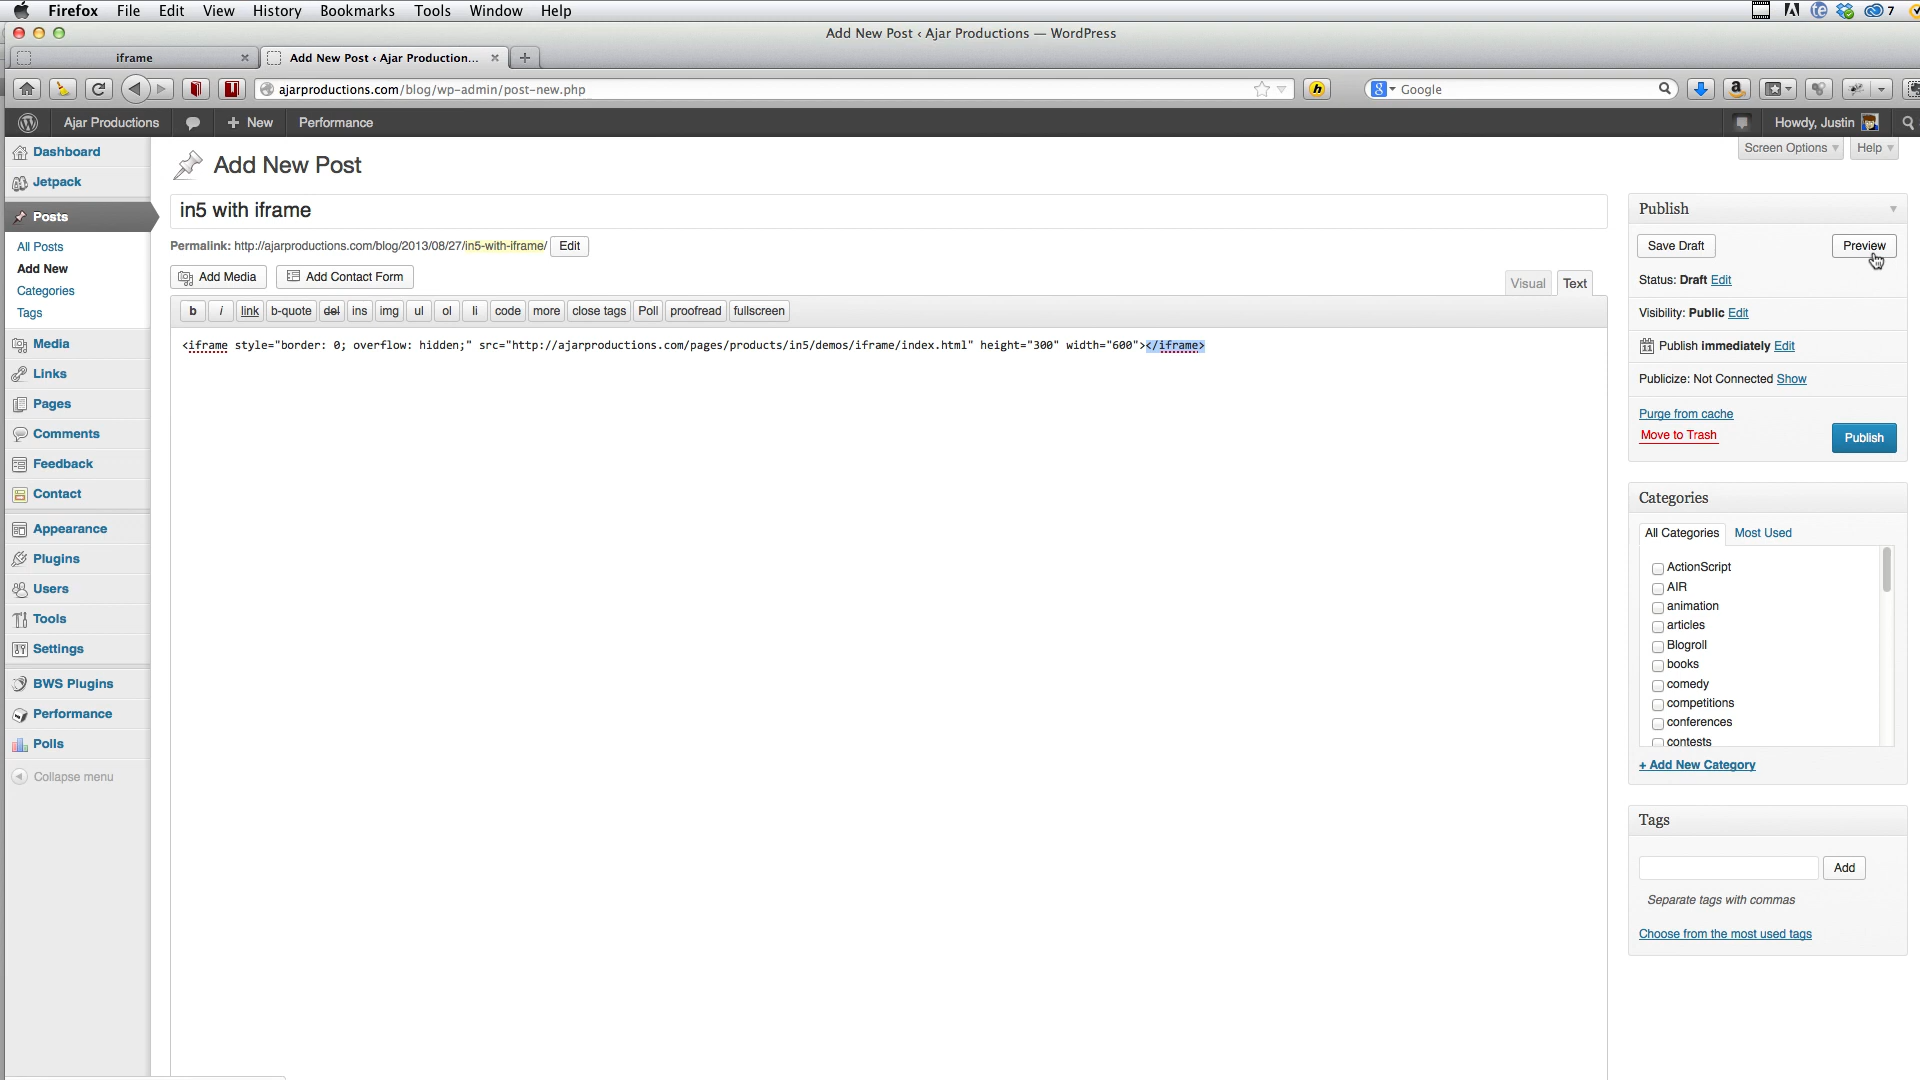 Firefox File Edit View History Bookmarks Tools Window Help 7
Add New Post ‹ Ajar Productions — WordPress
iframe Add New Post ‹ Ajar Production...
ajarproductions.com/blog/wp-admin/post-new.php Google
Ajar Productions + New Performance Howdy, Justin
Screen Options Help
Dashboard
Jetpack
Posts
All Posts
Add New
Categories
Tags
Media
Links
Pages
Comments
Feedback
Contact
Appearance
Plugins
Users
Tools
Settings
BWS Plugins
Performance
Polls
Collapse menu
Add New Post
in5 with iframe
Permalink: http://ajarproductions.com/blog/2013/08/27/in5-with-iframe/ Edit
Add Media Add Contact Form
Visual Text
b i link b-quote del ins img ul ol li code more close tags Poll proofread fullscreen
<iframe style="border: 0; overflow: hidden;" src="http://ajarproductions.com/pages/products/in5/demos/iframe/index.html" height="300" width="600"></iframe>
Publish
Save Draft Preview
Status: Draft Edit
Visibility: Public Edit
Publish immediately Edit
Publicize: Not Connected Show
Purge from cache
Move to Trash Publish
Categories
All Categories Most Used
ActionScript
AIR
animation
articles
Blogroll
books
comedy
competitions
conferences
contests
+ Add New Category
Tags
Add
Separate tags with commas
Choose from the most used tags